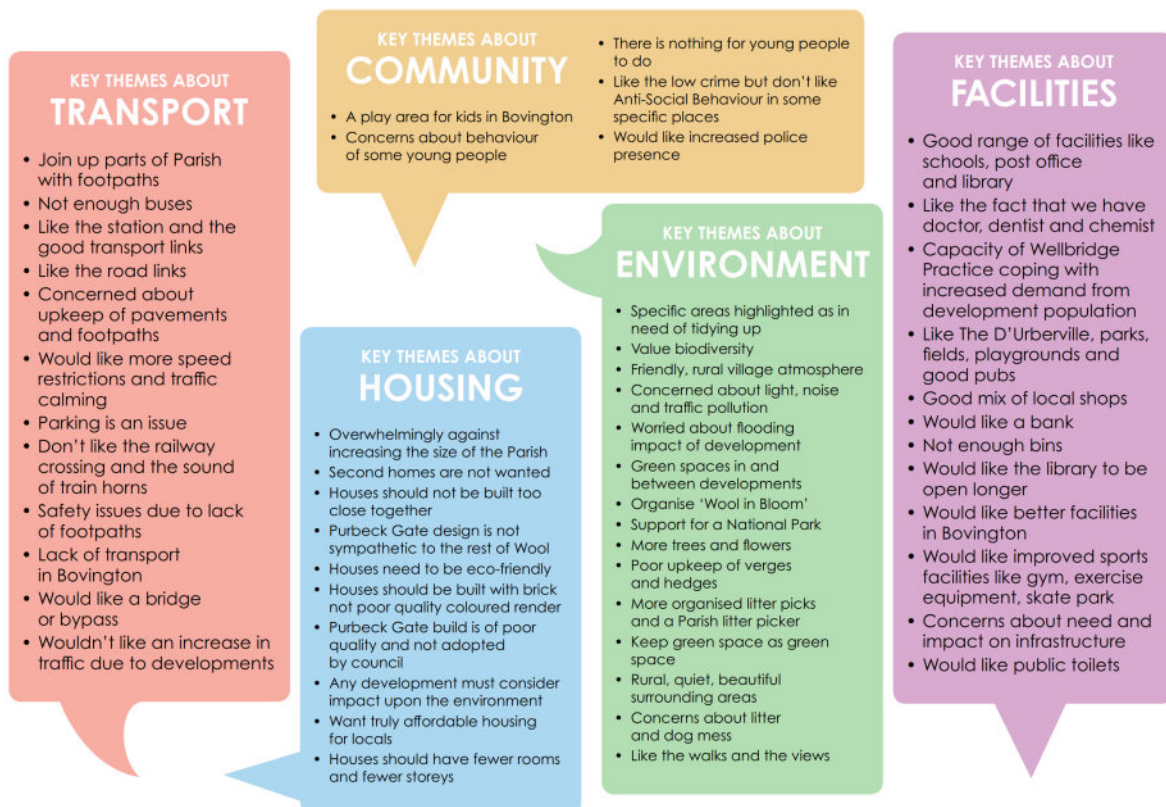 KEY THEMES ABOUT
TRANSPORT
• Join up parts of Parish
with footpaths
• Not enough buses
• Like the station and the
good transport links
• Like the road links
• Concerned about
upkeep of pavements
and footpaths
• Would like more speed
restrictions and traffic
calming
• Parking is an issue
• Don't like the railway
crossing and the sound
of train horns
• Safety issues due to lack
of footpaths
• Lack of transport
in Bovington
• Would like a bridge
or bypass
• Wouldn't like an increase in
traffic due to developments
KEY THEMES ABOUT
COMMUNITY
• A play area for kids in Bovington
• Concerns about behaviour
of some young people
• There is nothing for young people
to do
• Like the low crime but don't like
Anti-Social Behaviour in some
specific places
• Would like increased police
presence
KEY THEMES ABOUT
HOUSING
• Overwhelmingly against
increasing the size of the Parish
• Second homes are not wanted
• Houses should not be built too
close together
• Purbeck Gate design is not
sympathetic to the rest of Wool
• Houses need to be eco-friendly
• Houses should be built with brick
not poor quality coloured render
• Purbeck Gate build is of poor
quality and not adopted
by council
• Any development must consider
impact upon the environment
• Want truly affordable housing
for locals
• Houses should have fewer rooms
and fewer storeys
KEY THEMES ABOUT
ENVIRONMENT
• Specific areas highlighted as in
need of tidying up
• Value biodiversity
• Friendly, rural village atmosphere
• Concerned about light, noise
and traffic pollution
• Worried about flooding
impact of development
• Green spaces in and
between developments
• Organise 'Wool in Bloom'
• Support for a National Park
• More trees and flowers
• Poor upkeep of verges
and hedges
• More organised litter picks
and a Parish litter picker
• Keep green space as green
space
• Rural, quiet, beautiful
surrounding areas
• Concerns about litter
and dog mess
• Like the walks and the views
KEY THEMES ABOUT
FACILITIES
• Good range of facilities like
schools, post office
and library
• Like the fact that we have
doctor, dentist and chemist
• Capacity of Wellbridge
Practice coping with
increased demand from
development population
• Like The D'Urberville, parks,
fields, playgrounds and
good pubs
• Good mix of local shops
• Would like a bank
• Not enough bins
• Would like the library to be
open longer
• Would like better facilities
in Bovington
• Would like improved sports
facilities like gym, exercise
equipment, skate park
• Concerns about need and
impact on infrastructure
• Would like public toilets